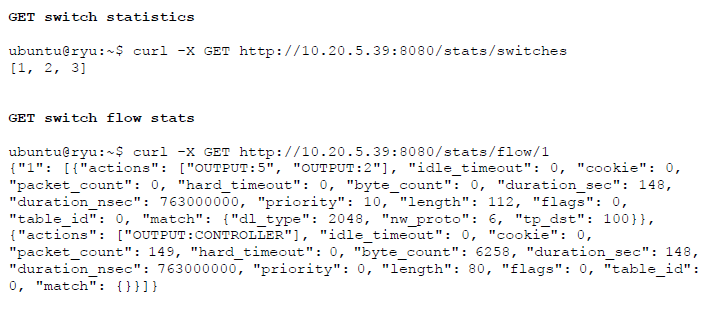 GET switch statistics
ubuntu@ryu:~$ curl -X GET http://10.20.5.39:8080/stats/switches
[1, 2, 3]
GET switch flow stats
ubuntu@ryu:~$ curl -X GET http://10.20.5.39:8080/stats/flow/1
{"1": [{"actions": ["OUTPUT:5", "OUTPUT:2"], "idle_timeout": 0, "cookie": 0,
"packet_count": 0, "hard_timeout": 0, "byte_count": 0, "duration_sec": 148,
"duration_nsec": 763000000, "priority": 10, "length": 112, "flags": 0,
"table_id": 0, "match": {"dl_type": 2048, "nw_proto": 6, "tp_dst": 100}},
{"actions": ["OUTPUT:CONTROLLER"], "idle_timeout": 0, "cookie": 0,
"packet_count": 149, "hard_timeout": 0, "byte_count": 6258, "duration_sec": 148,
"duration_nsec": 763000000, "priority": 0, "length": 80, "flags": 0, "table_id":
0, "match": {}}]}